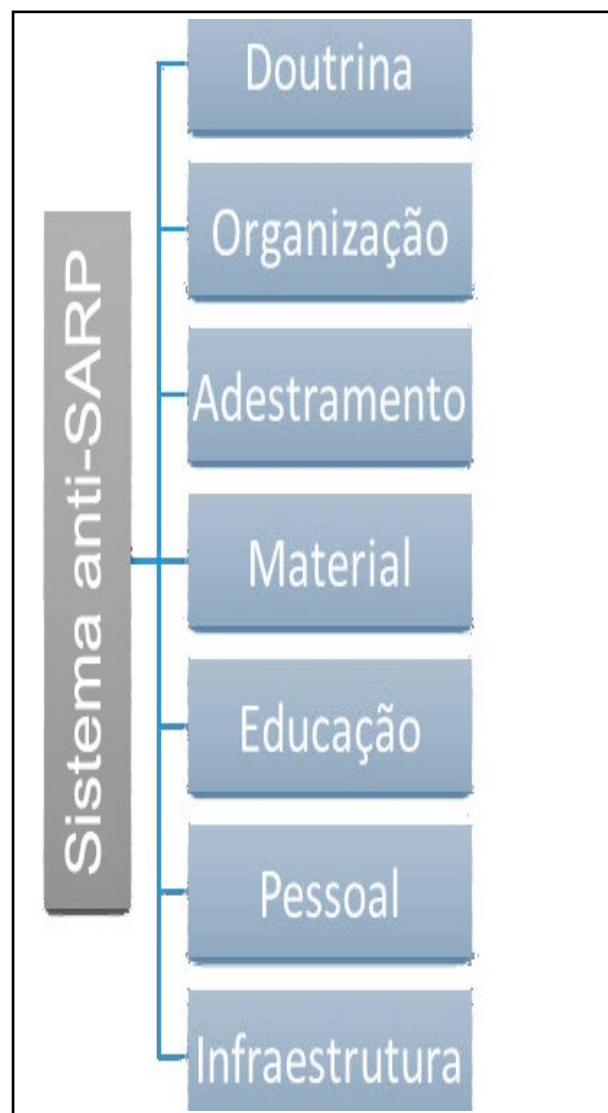 Sistema anti-SARP
Doutrina
Organização
Adestramento
Material
Educação
Pessoal
Infraestrutura